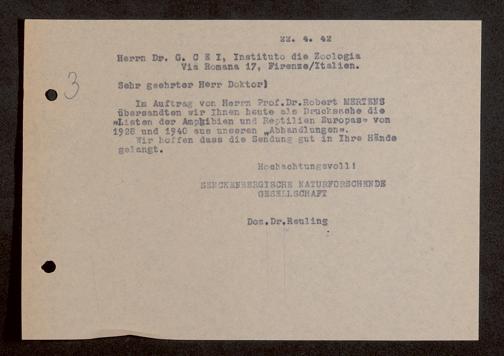 22. 4. 42
Herrn Dr. G. C E I, Instituto die Zoologia
Via Romana 17, Firenze/Italien.
3
Sehr geehrter Herr Doktor!
Im Auftrag von Herrn Prof.Dr.Robert MERTENS
übersandten wir Ihnen heute als Drucksache die
»Listen der Amphibien und Reptilien Europas« von
1928 und 1940 aus unseren „Abhandlungen«.
Wir hoffen dass die Sendung gut in Ihre Hände
gelangt.
Hochachtungsvoll!
SENCKENBERGISCHE NATURFORSCHENDE
GESELLSCHAFT
Doz.Dr.Reuling